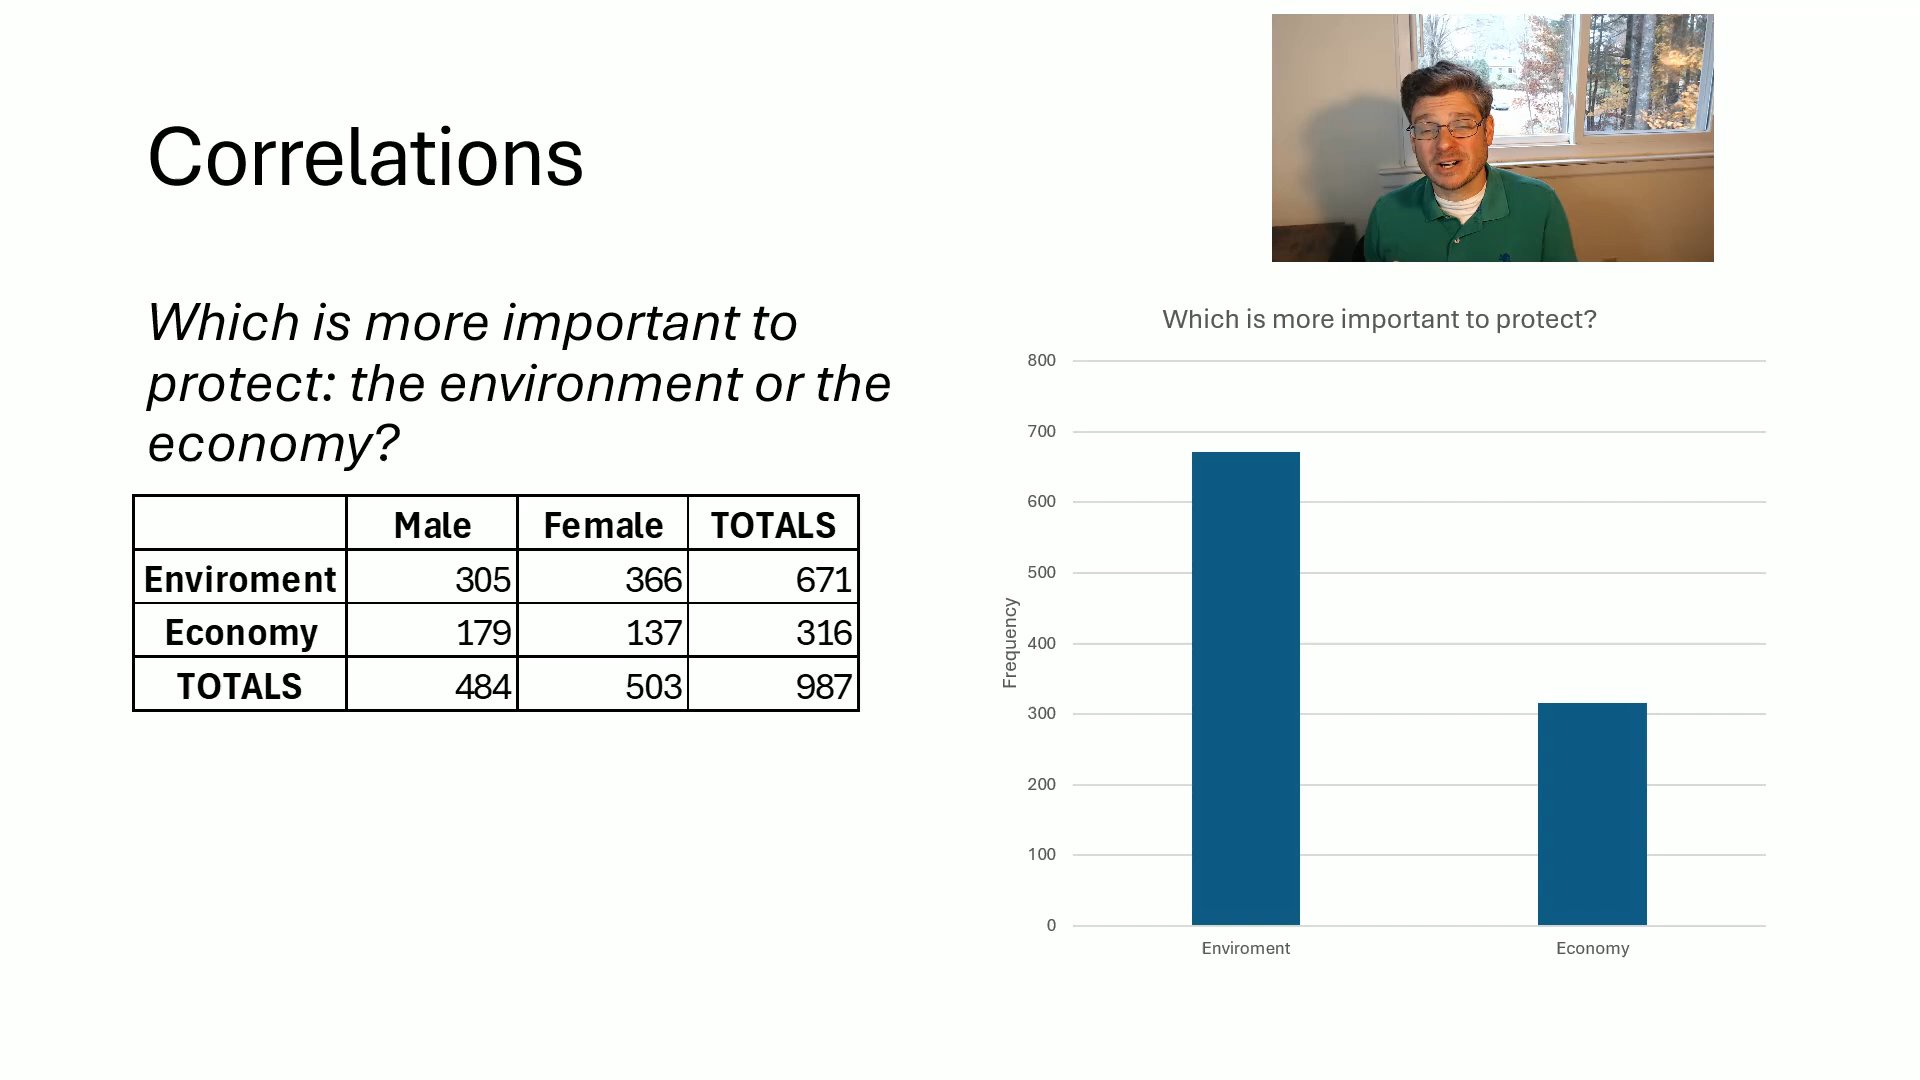 Correlations
Which is more important to
protect: the environment or the
economy?
Male Female TOTALS
Enviroment 305 366 671
Economy 179 137 316
TOTALS 484 503 987
Which is more important to protect?
800
700
600
500
400
300
200
100
0
Frequency
Enviroment Economy